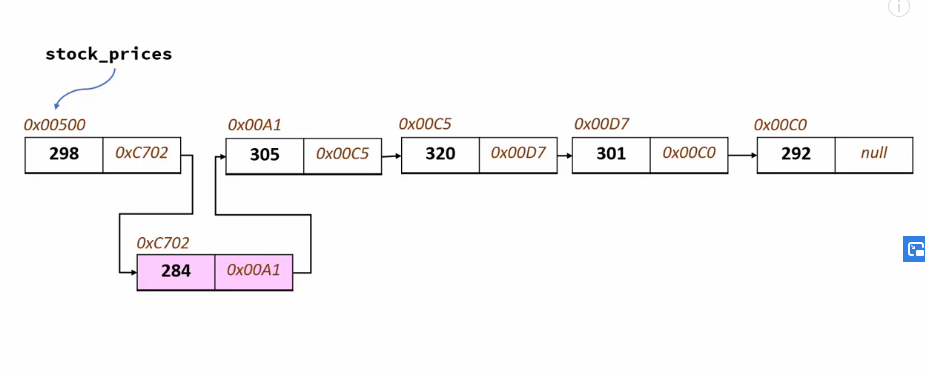 stock_prices
0x00500
298 0xC702
0x00A1
305 0x00C5
0x00C5
320 0x00D7
0x00D7
301 0x00C0
0x00C0
292 null
0xC702
284 0x00A1